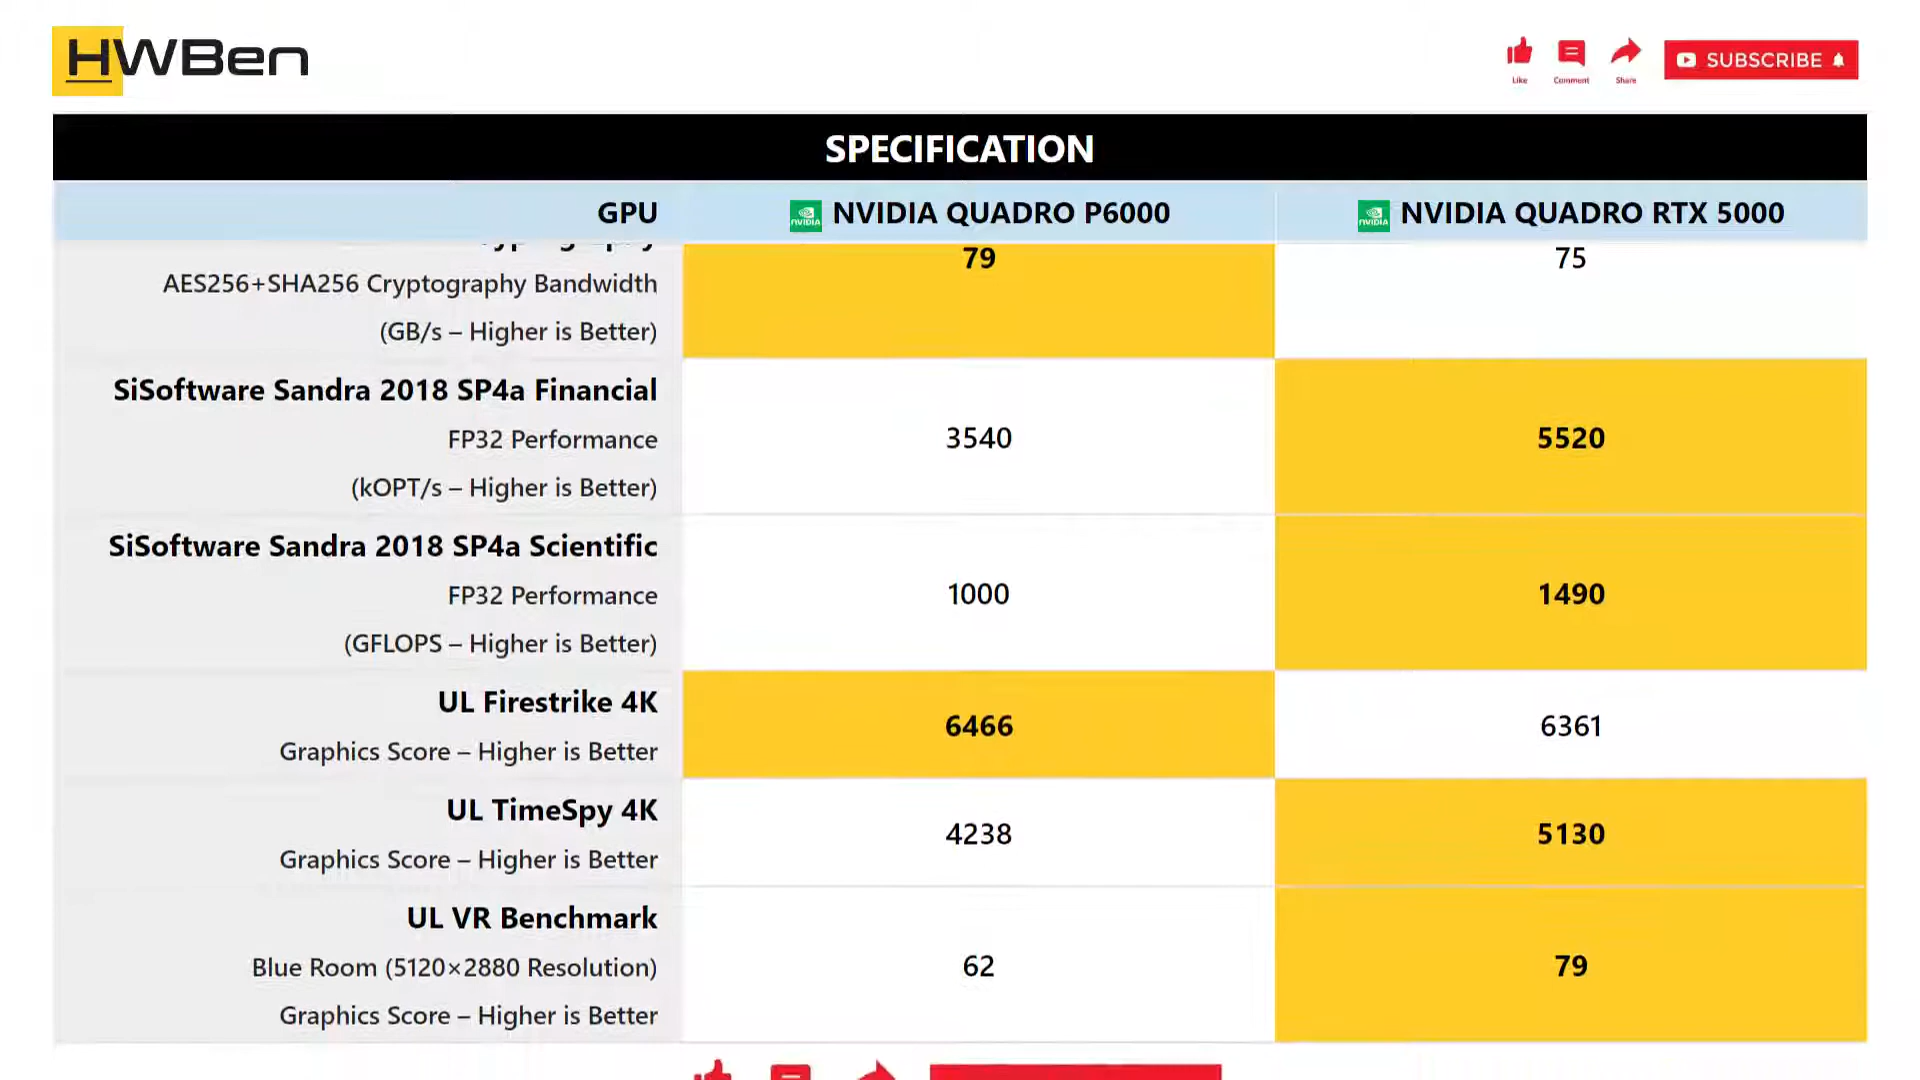 HWBen
Like
Comment
Share
SUBSCRIBE
SPECIFICATION
GPU
NVIDIA QUADRO P6000
NVIDIA QUADRO RTX 5000
AES256+SHA256 Cryptography Bandwidth
(GB/s – Higher is Better)
79
75
SiSoftware Sandra 2018 SP4a Financial
FP32 Performance
(kOPT/s – Higher is Better)
3540
5520
SiSoftware Sandra 2018 SP4a Scientific
FP32 Performance
(GFLOPS – Higher is Better)
1000
1490
UL Firestrike 4K
Graphics Score – Higher is Better
6466
6361
UL TimeSpy 4K
Graphics Score – Higher is Better
4238
5130
UL VR Benchmark
Blue Room (5120×2880 Resolution)
Graphics Score – Higher is Better
62
79